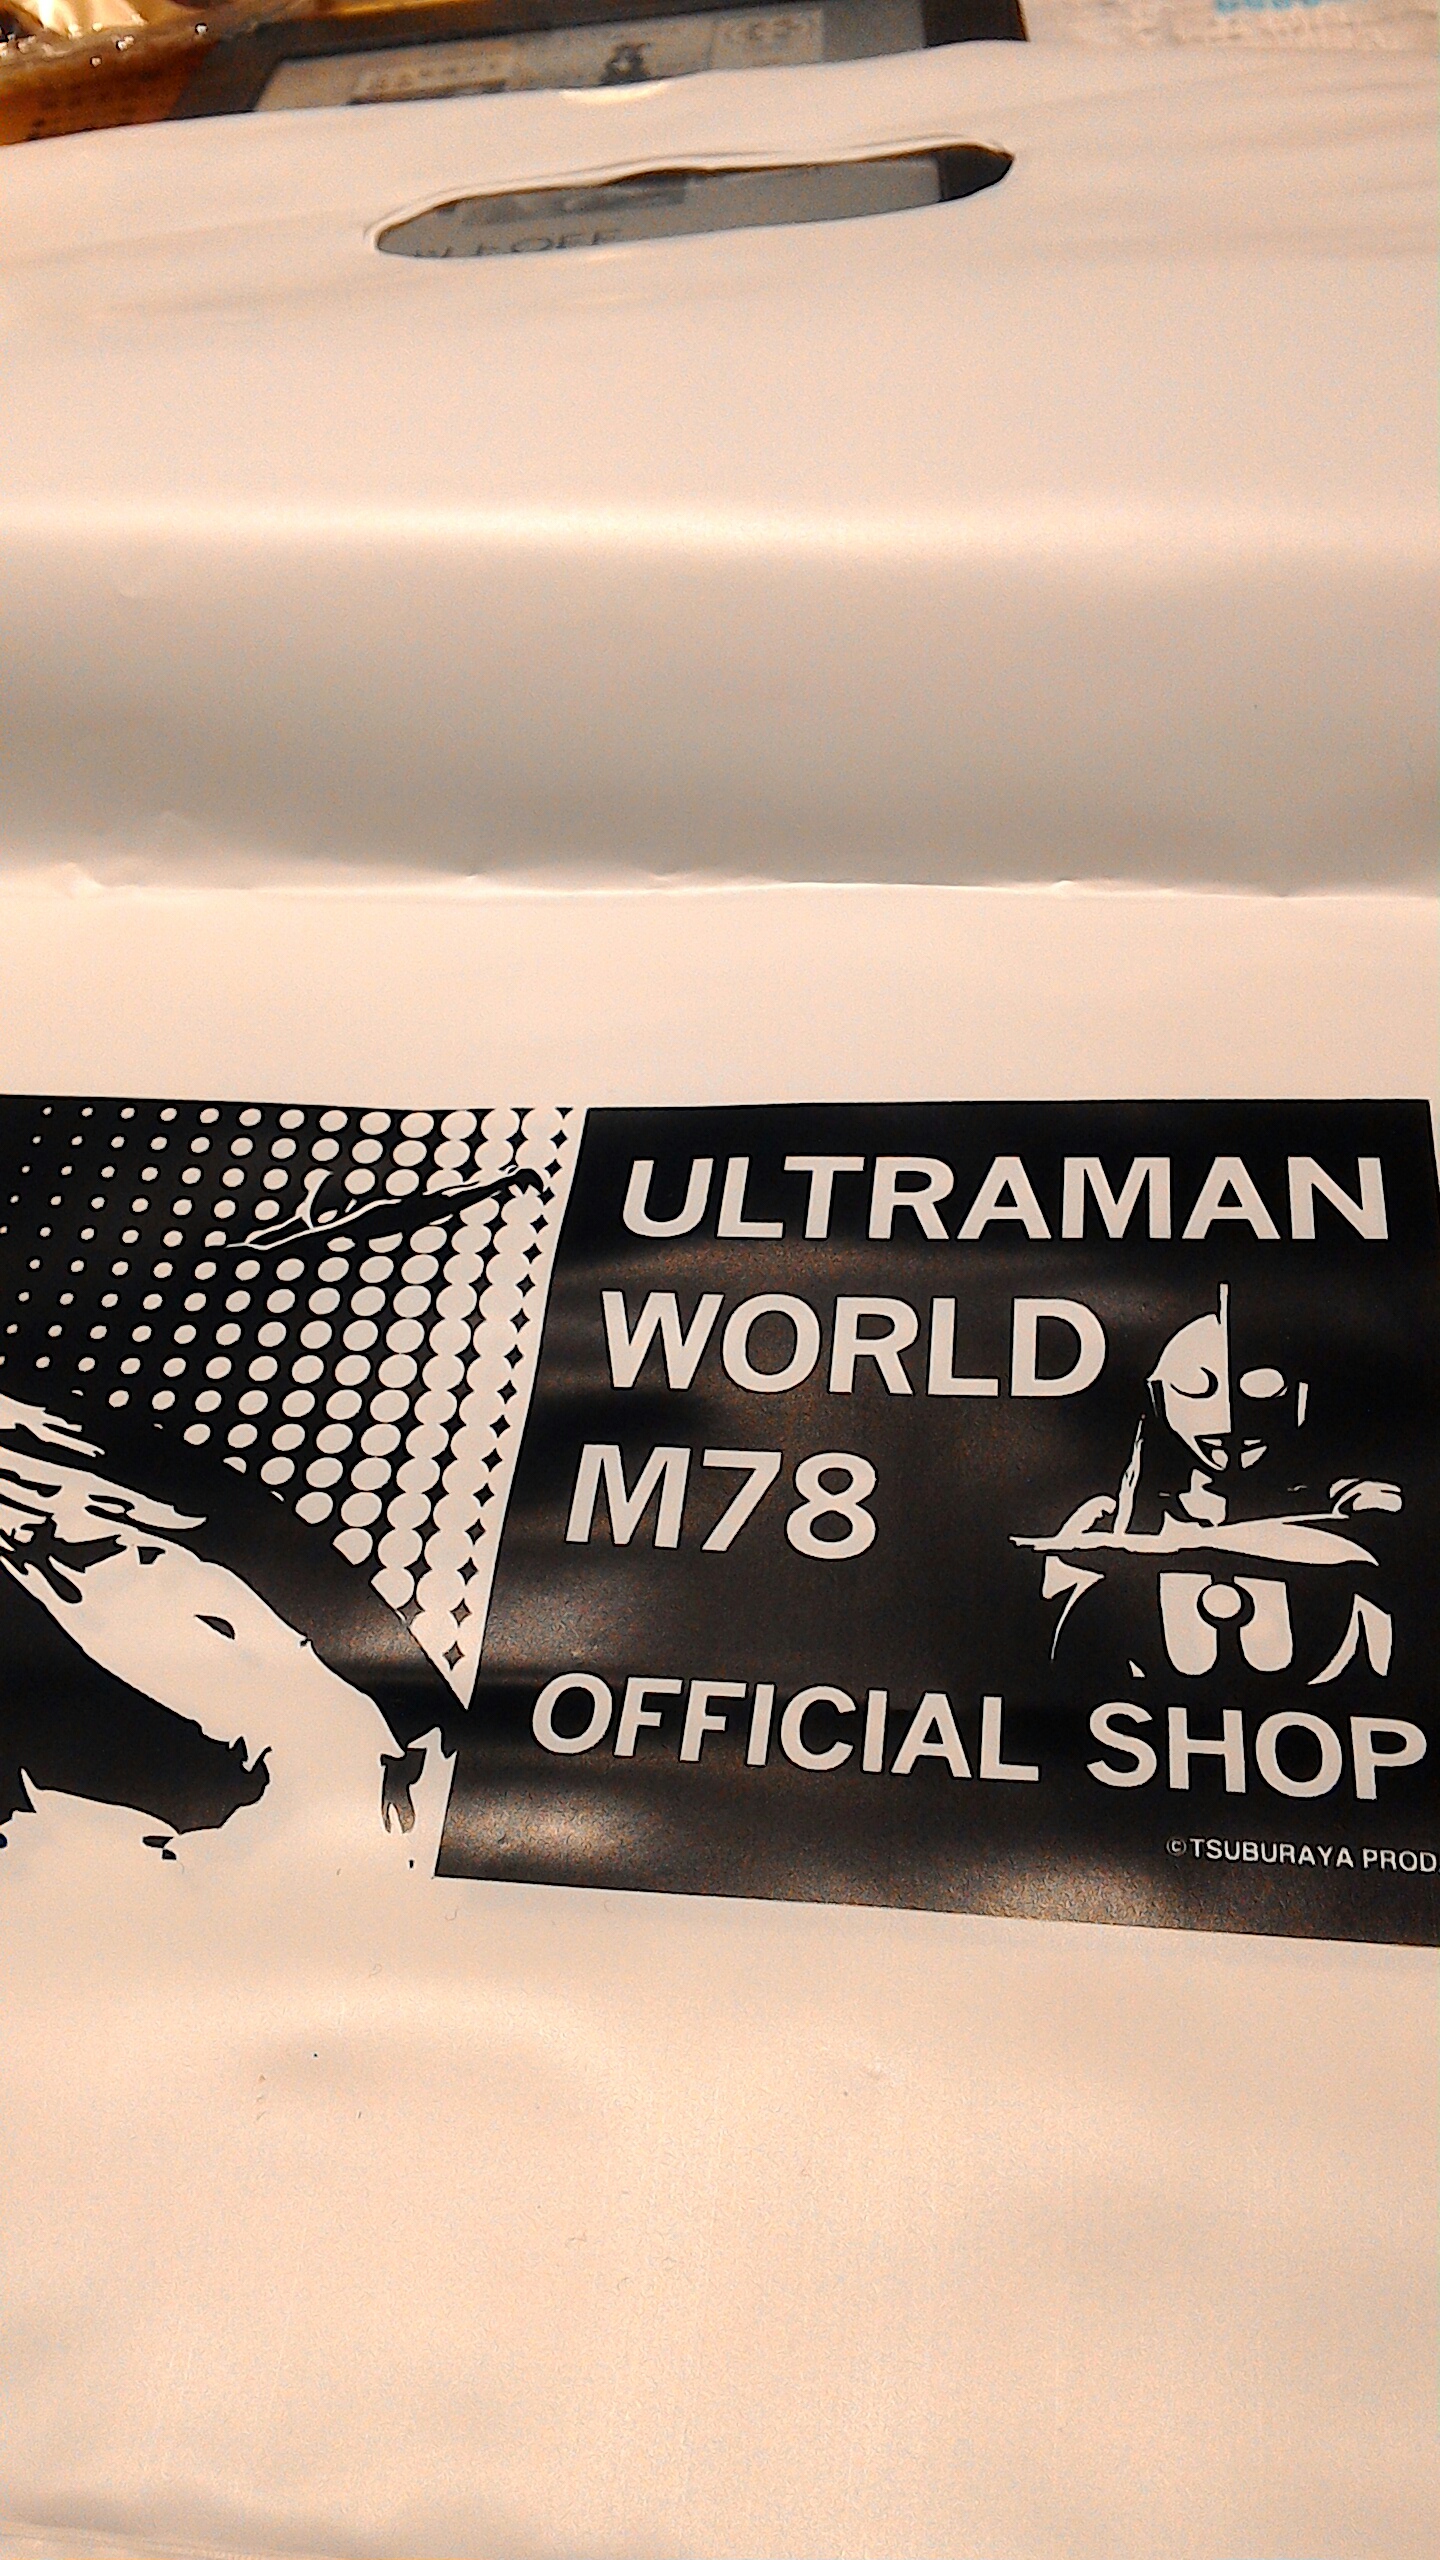 ULTRAMAN
WORLD
M78
OFFICIAL SHOP
©TSUBURAYA PROD.